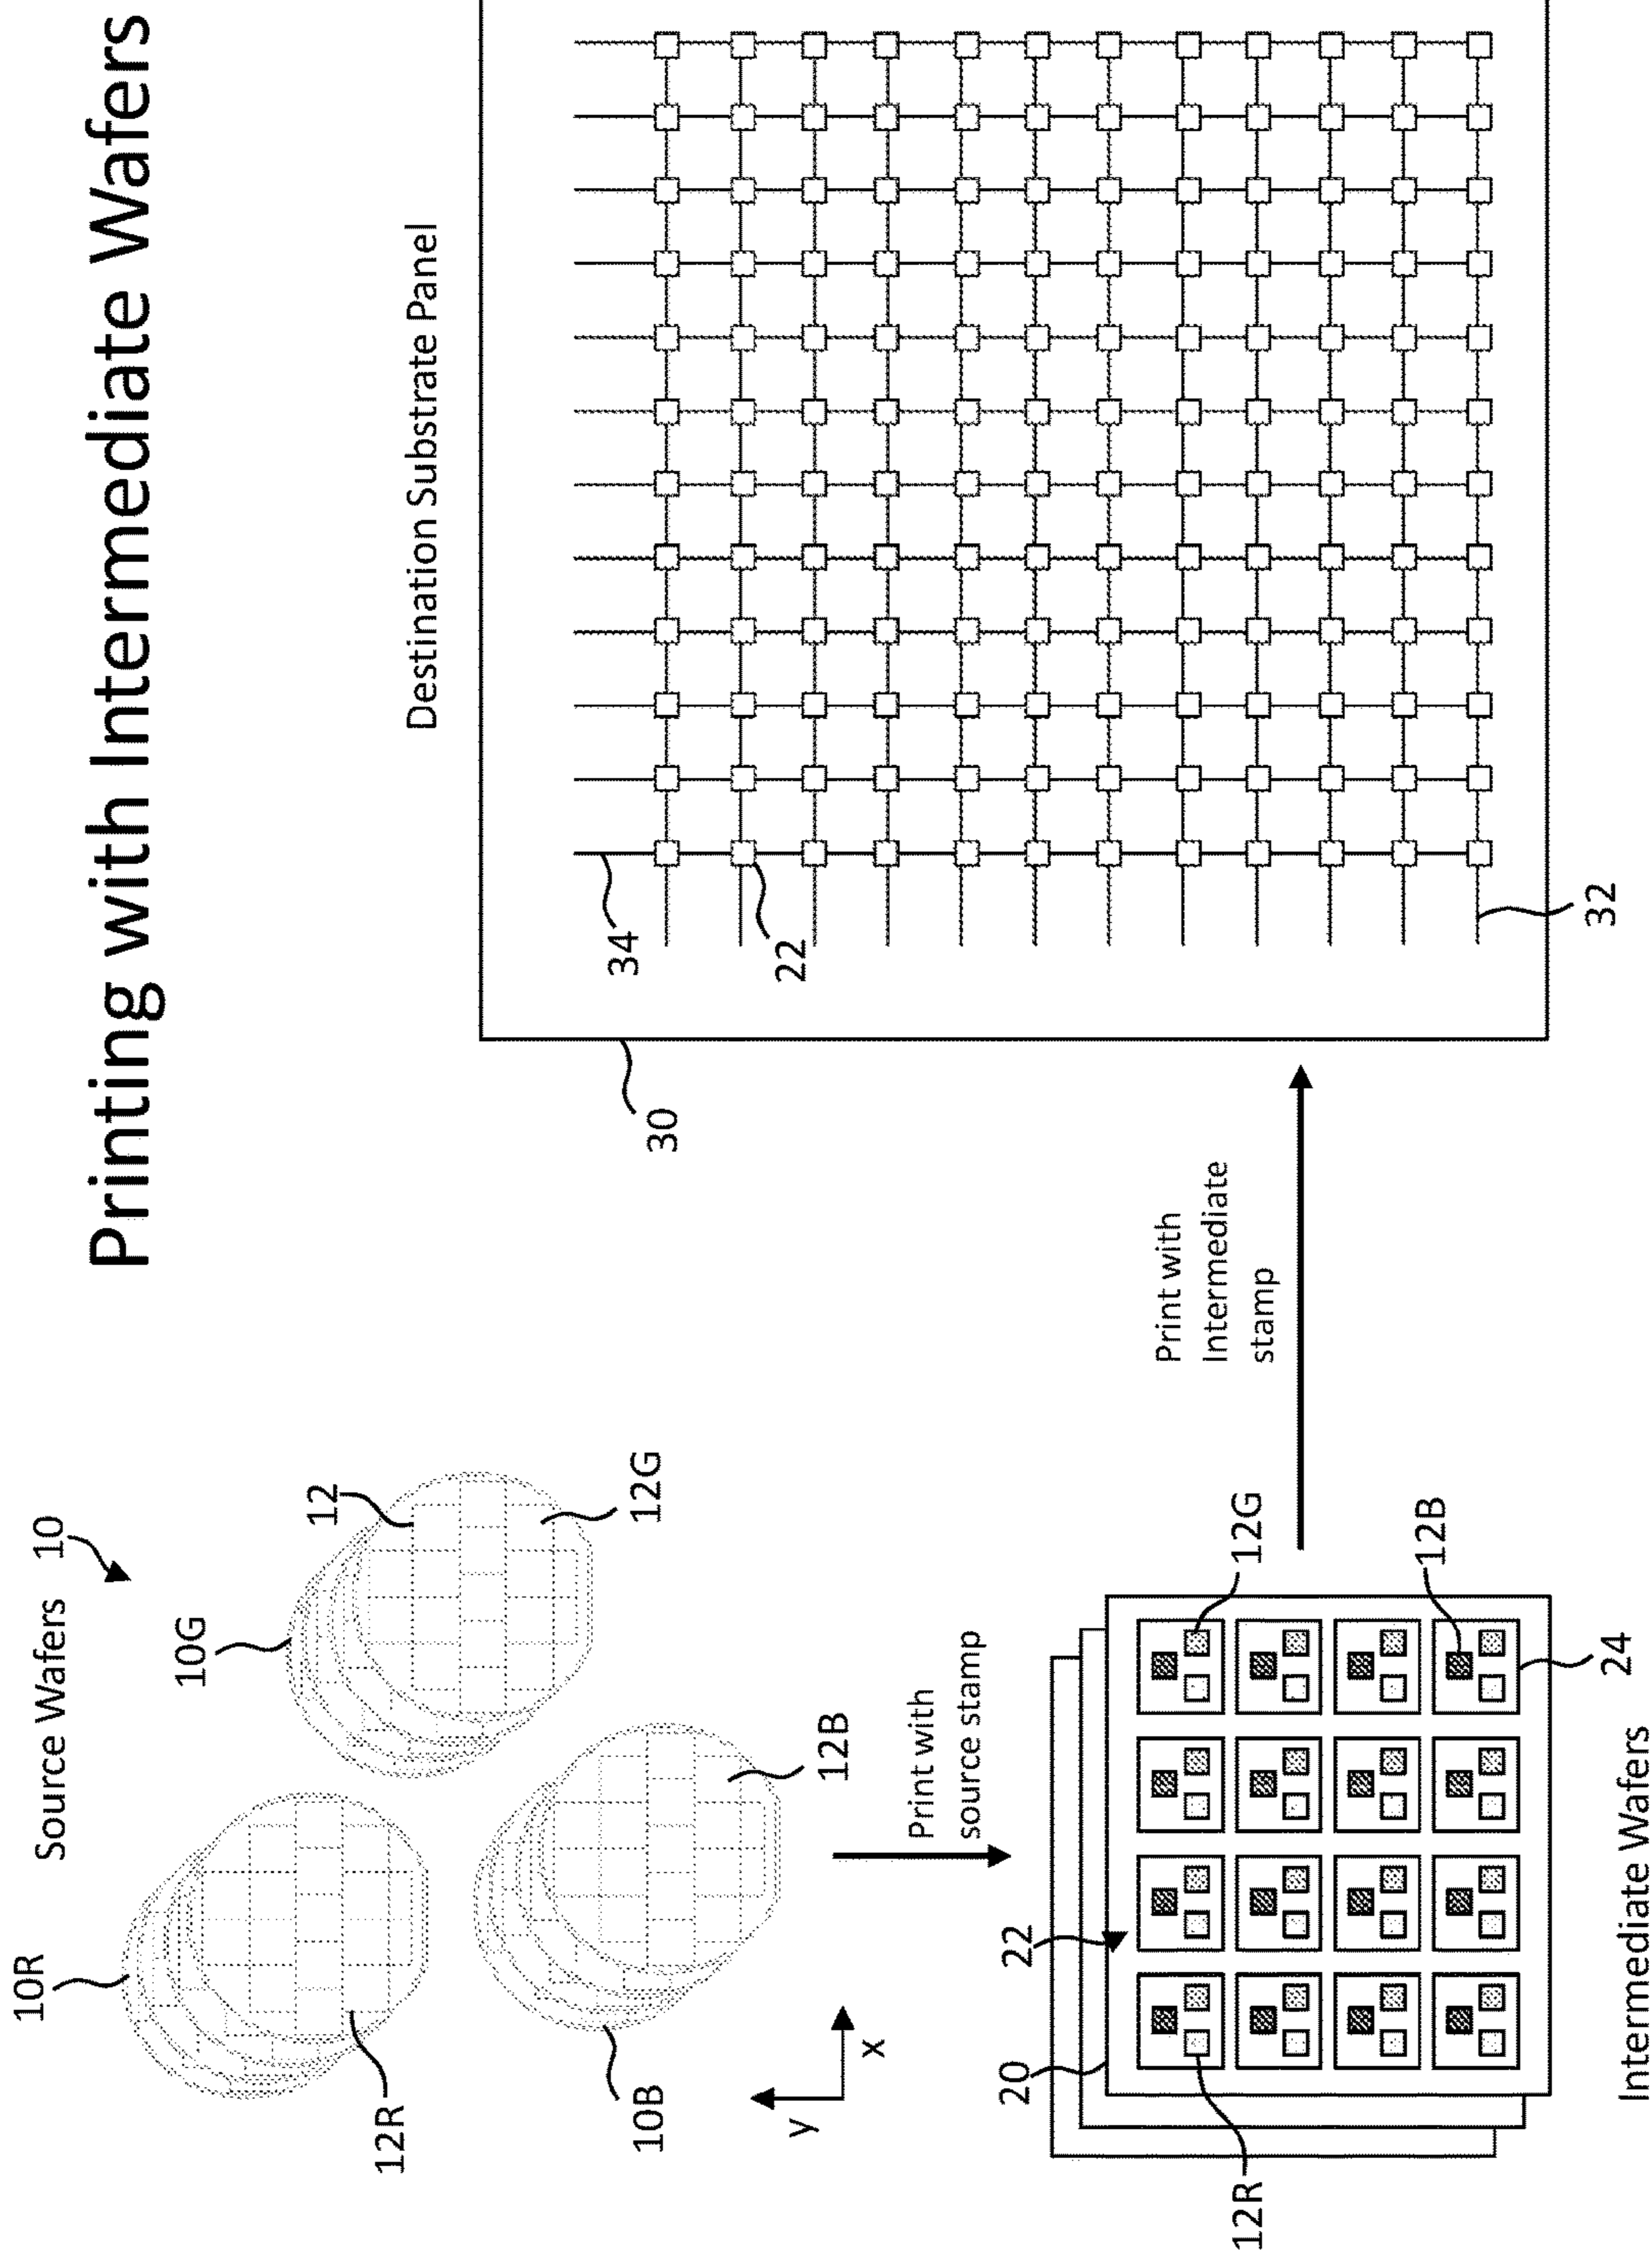 Printing with Intermediate Wafers
Source Wafers 10
10R
10G
12
12R
12G
10B
12B
y
x
Print with
source stamp
20
22
12G
12R
12B
24
Intermediate Wafers
Print with
Intermediate
stamp
Destination Substrate Panel
30
34
22
32